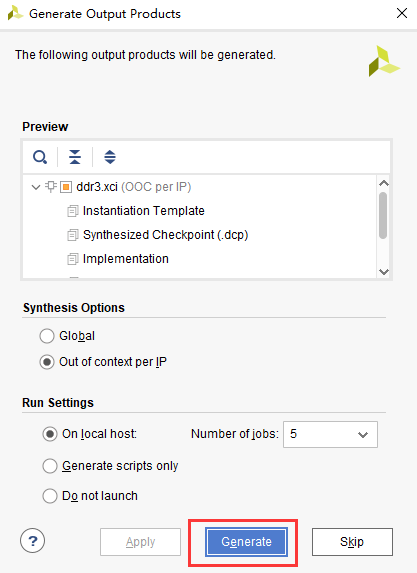 Generate Output Products
The following output products will be generated.
Preview
ddr3.xci (OOC per IP)
Instantiation Template
Synthesized Checkpoint (.dcp)
Implementation
Synthesis Options
Global
Out of context per IP
Run Settings
On local host: Number of jobs: 5
Generate scripts only
Do not launch
? Apply Generate Skip